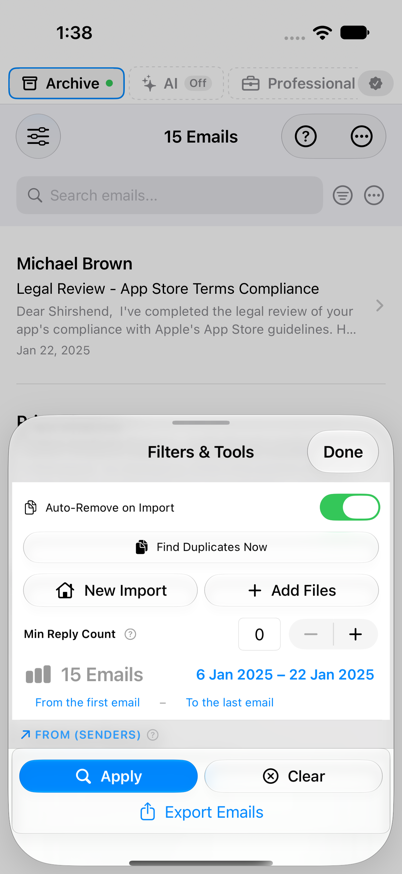 1:38
Archive
AI Off
Professional
15 Emails
Search emails...
Michael Brown
Legal Review - App Store Terms Compliance
Dear Shirshend,  I've completed the legal review of your
app's compliance with Apple's App Store guidelines. H...
Jan 22, 2025
Filters & Tools
Done
Auto-Remove on Import
Find Duplicates Now
New Import
Add Files
Min Reply Count
0
15 Emails
6 Jan 2025 – 22 Jan 2025
From the first email – To the last email
FROM (SENDERS)
Apply
Clear
Export Emails